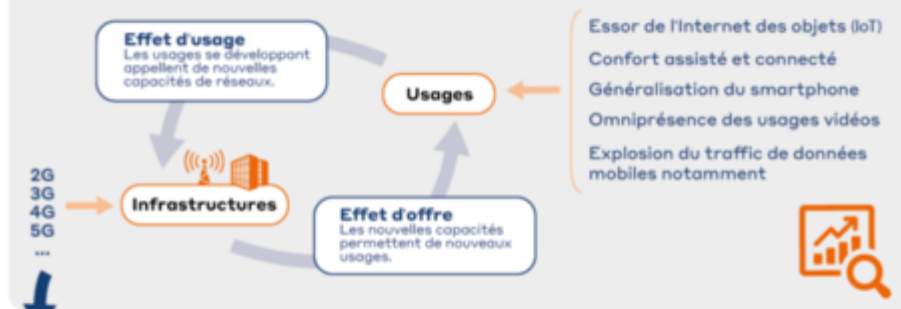 Effet d'usage
Les usages se développant
appellent de nouvelles
capacités de réseaux.
Usages
Essor de l'Internet des objets (IoT)
Confort assisté et connecté
Généralisation du smartphone
Omniprésence des usages vidéos
Explosion du traffic de données
mobiles notamment
2G
3G
4G
5G
...
Infrastructures
Effet d'offre
Les nouvelles capacités
permettent de nouveaux
usages.